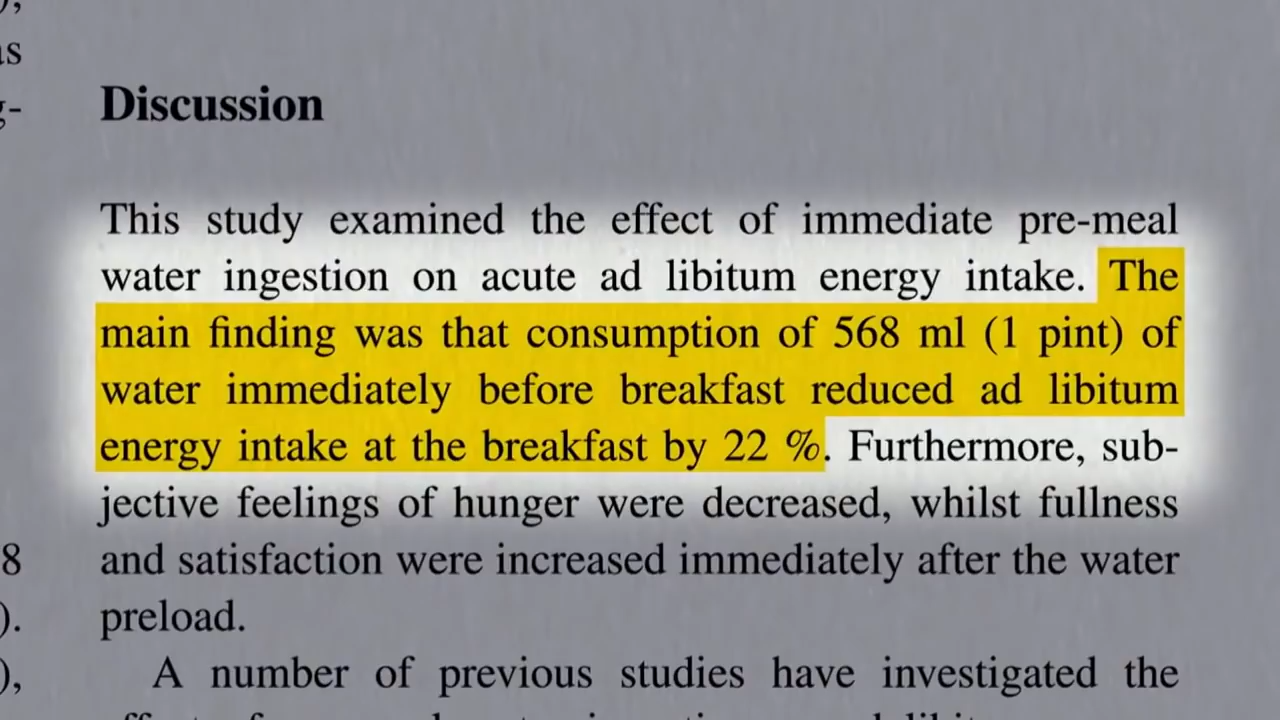 Discussion
This study examined the effect of immediate pre-meal
water ingestion on acute ad libitum energy intake. The
main finding was that consumption of 568 ml (1 pint) of
water immediately before breakfast reduced ad libitum
energy intake at the breakfast by 22 %. Furthermore, sub-
jective feelings of hunger were decreased, whilst fullness
and satisfaction were increased immediately after the water
preload.
A number of previous studies have investigated the